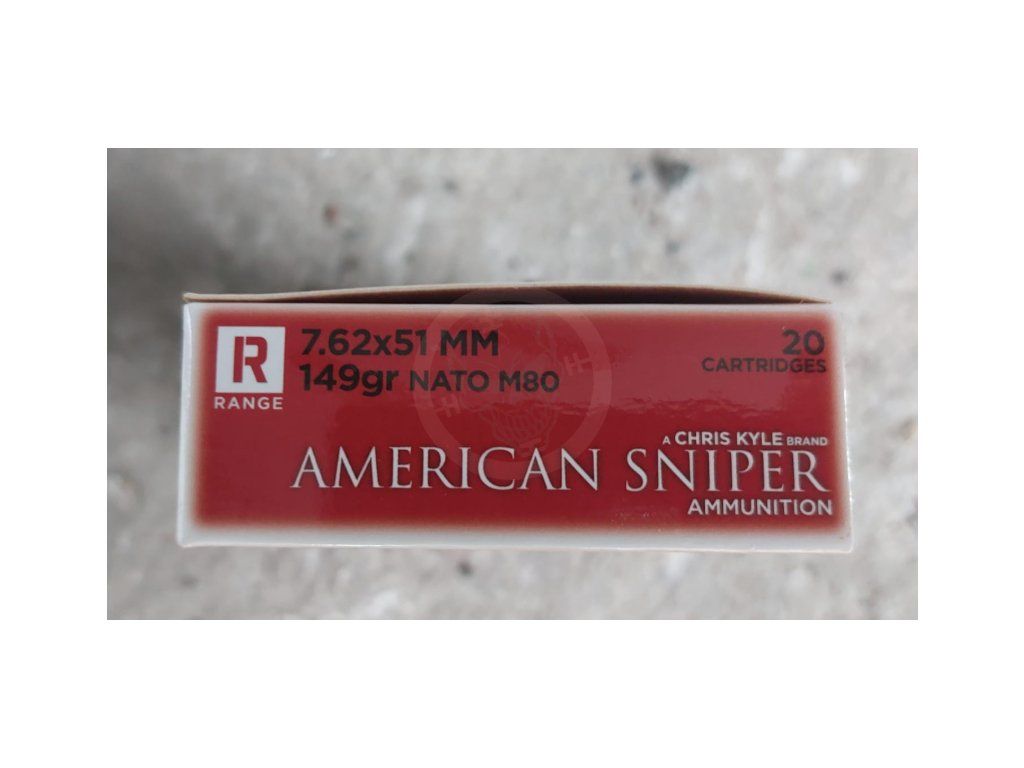 R
RANGE
7.62x51 MM
149gr NATO M80
20
CARTRIDGES
A CHRIS KYLE BRAND
AMERICAN SNIPER
AMMUNITION